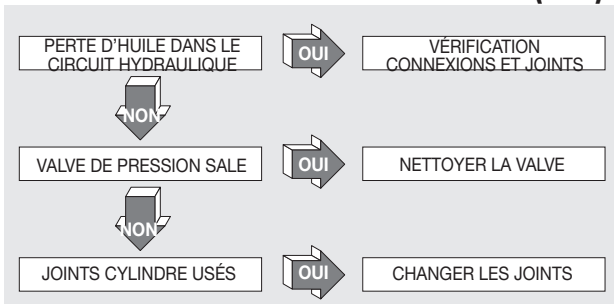 PERTE D'HUILE DANS LE
CIRCUIT HYDRAULIQUE
OUI
VÉRIFICATION
CONNEXIONS ET JOINTS
NON
VALVE DE PRESSION SALE
OUI
NETTOYER LA VALVE
NON
JOINTS CYLINDRE USÉS
OUI
CHANGER LES JOINTS